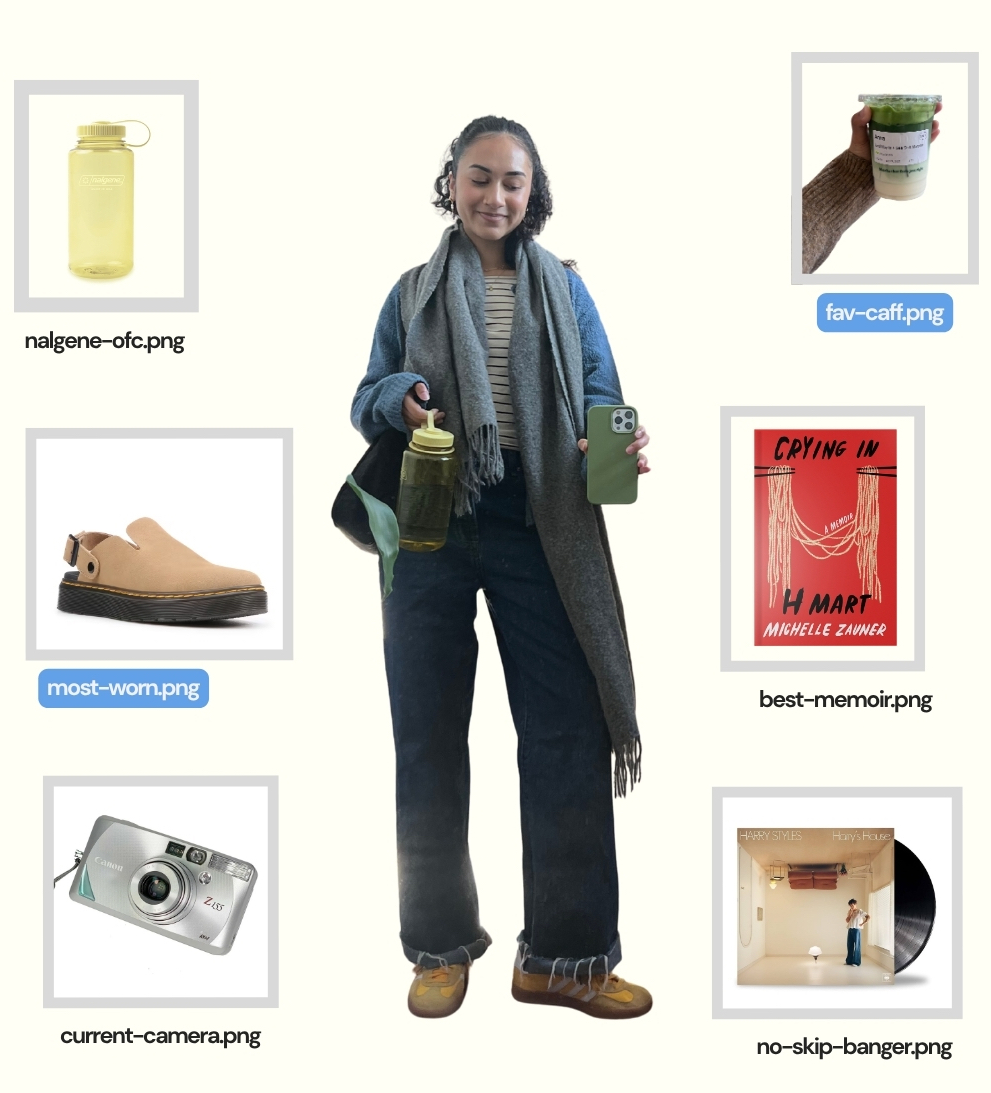 nalgene
nalgene-ofc.png
fav-caff.png
most-worn.png
CRYING IN
A MEMOIR
H MART
MICHELLE ZAUNER
best-memoir.png
Canon
Z155
current-camera.png
HARRY STYLES Harry's House
no-skip-banger.png